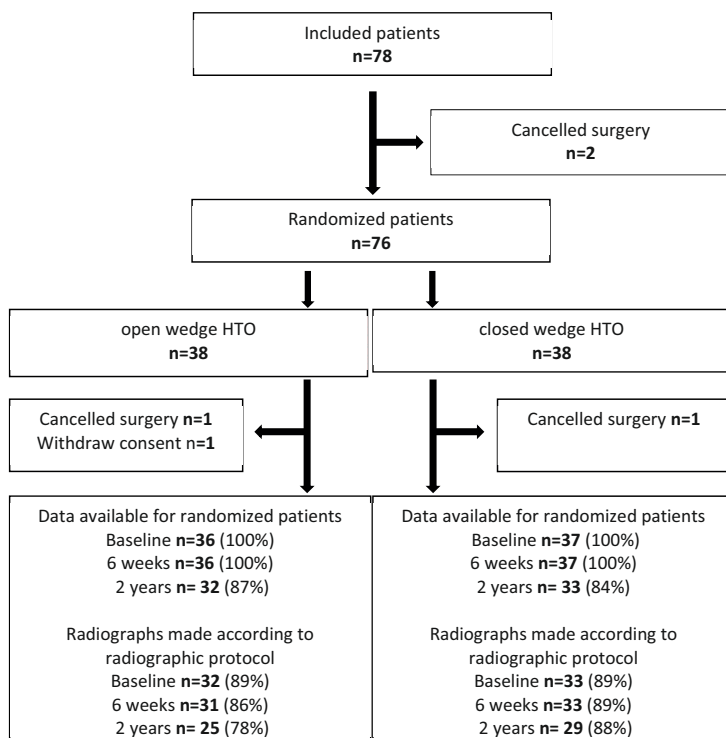 Included patients
n=78
Cancelled surgery
n=2
Randomized patients
n=76
open wedge HTO
n=38
closed wedge HTO
n=38
Cancelled surgery n=1
Withdraw consent n=1
Cancelled surgery n=1
Data available for randomized patients
Baseline n=36 (100%)
6 weeks n=36 (100%)
2 years n= 32 (87%)
Radiographs made according to
radiographic protocol
Baseline n=32 (89%)
6 weeks n=31 (86%)
2 years n= 25 (78%)
Data available for randomized patients
Baseline n=37 (100%)
6 weeks n=37 (100%)
2 years n= 33 (84%)
Radiographs made according to
radiographic protocol
Baseline n=33 (89%)
6 weeks n=33 (89%)
2 years n= 29 (88%)